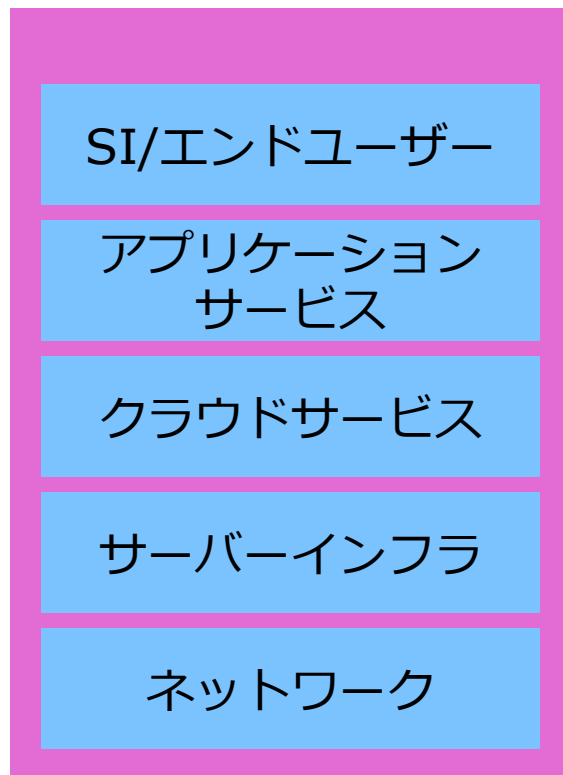 SI/エンドユーザー
アプリケーション
サービス
クラウドサービス
サーバーインフラ
ネットワーク